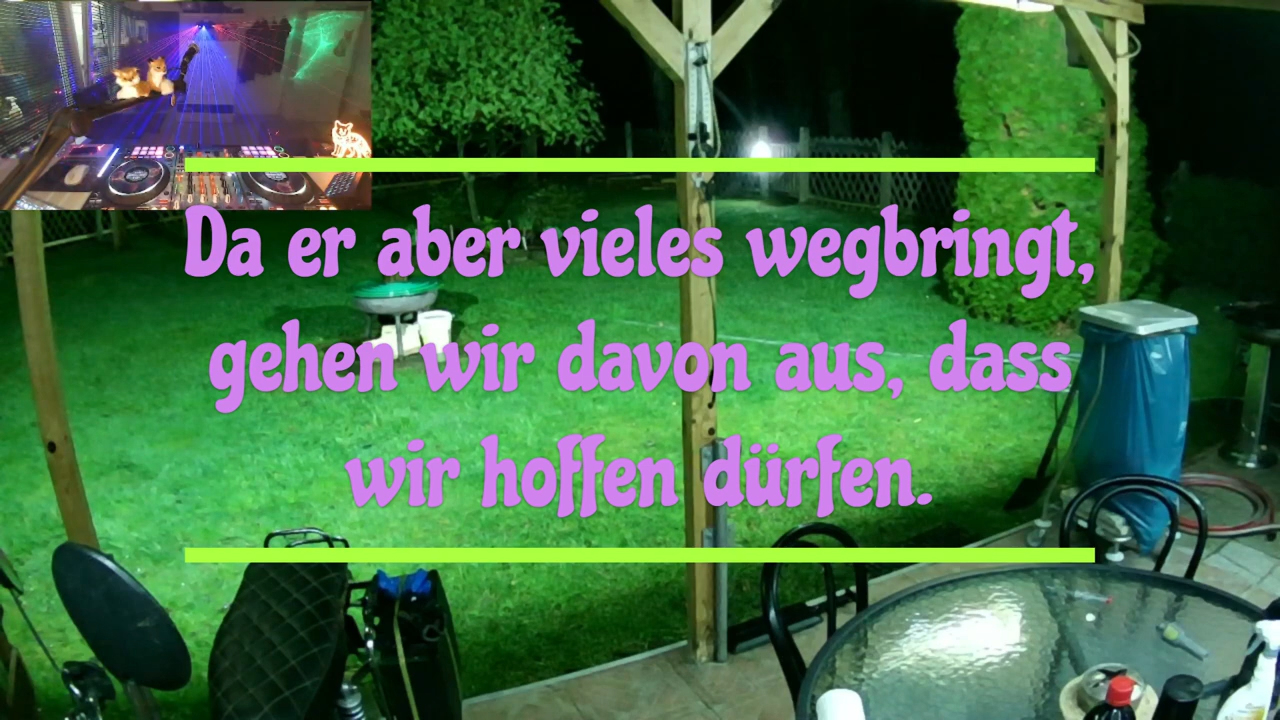 Da er aber vieles wegbringt,
gehen wir davon aus, dass
wir hoffen dürfen.